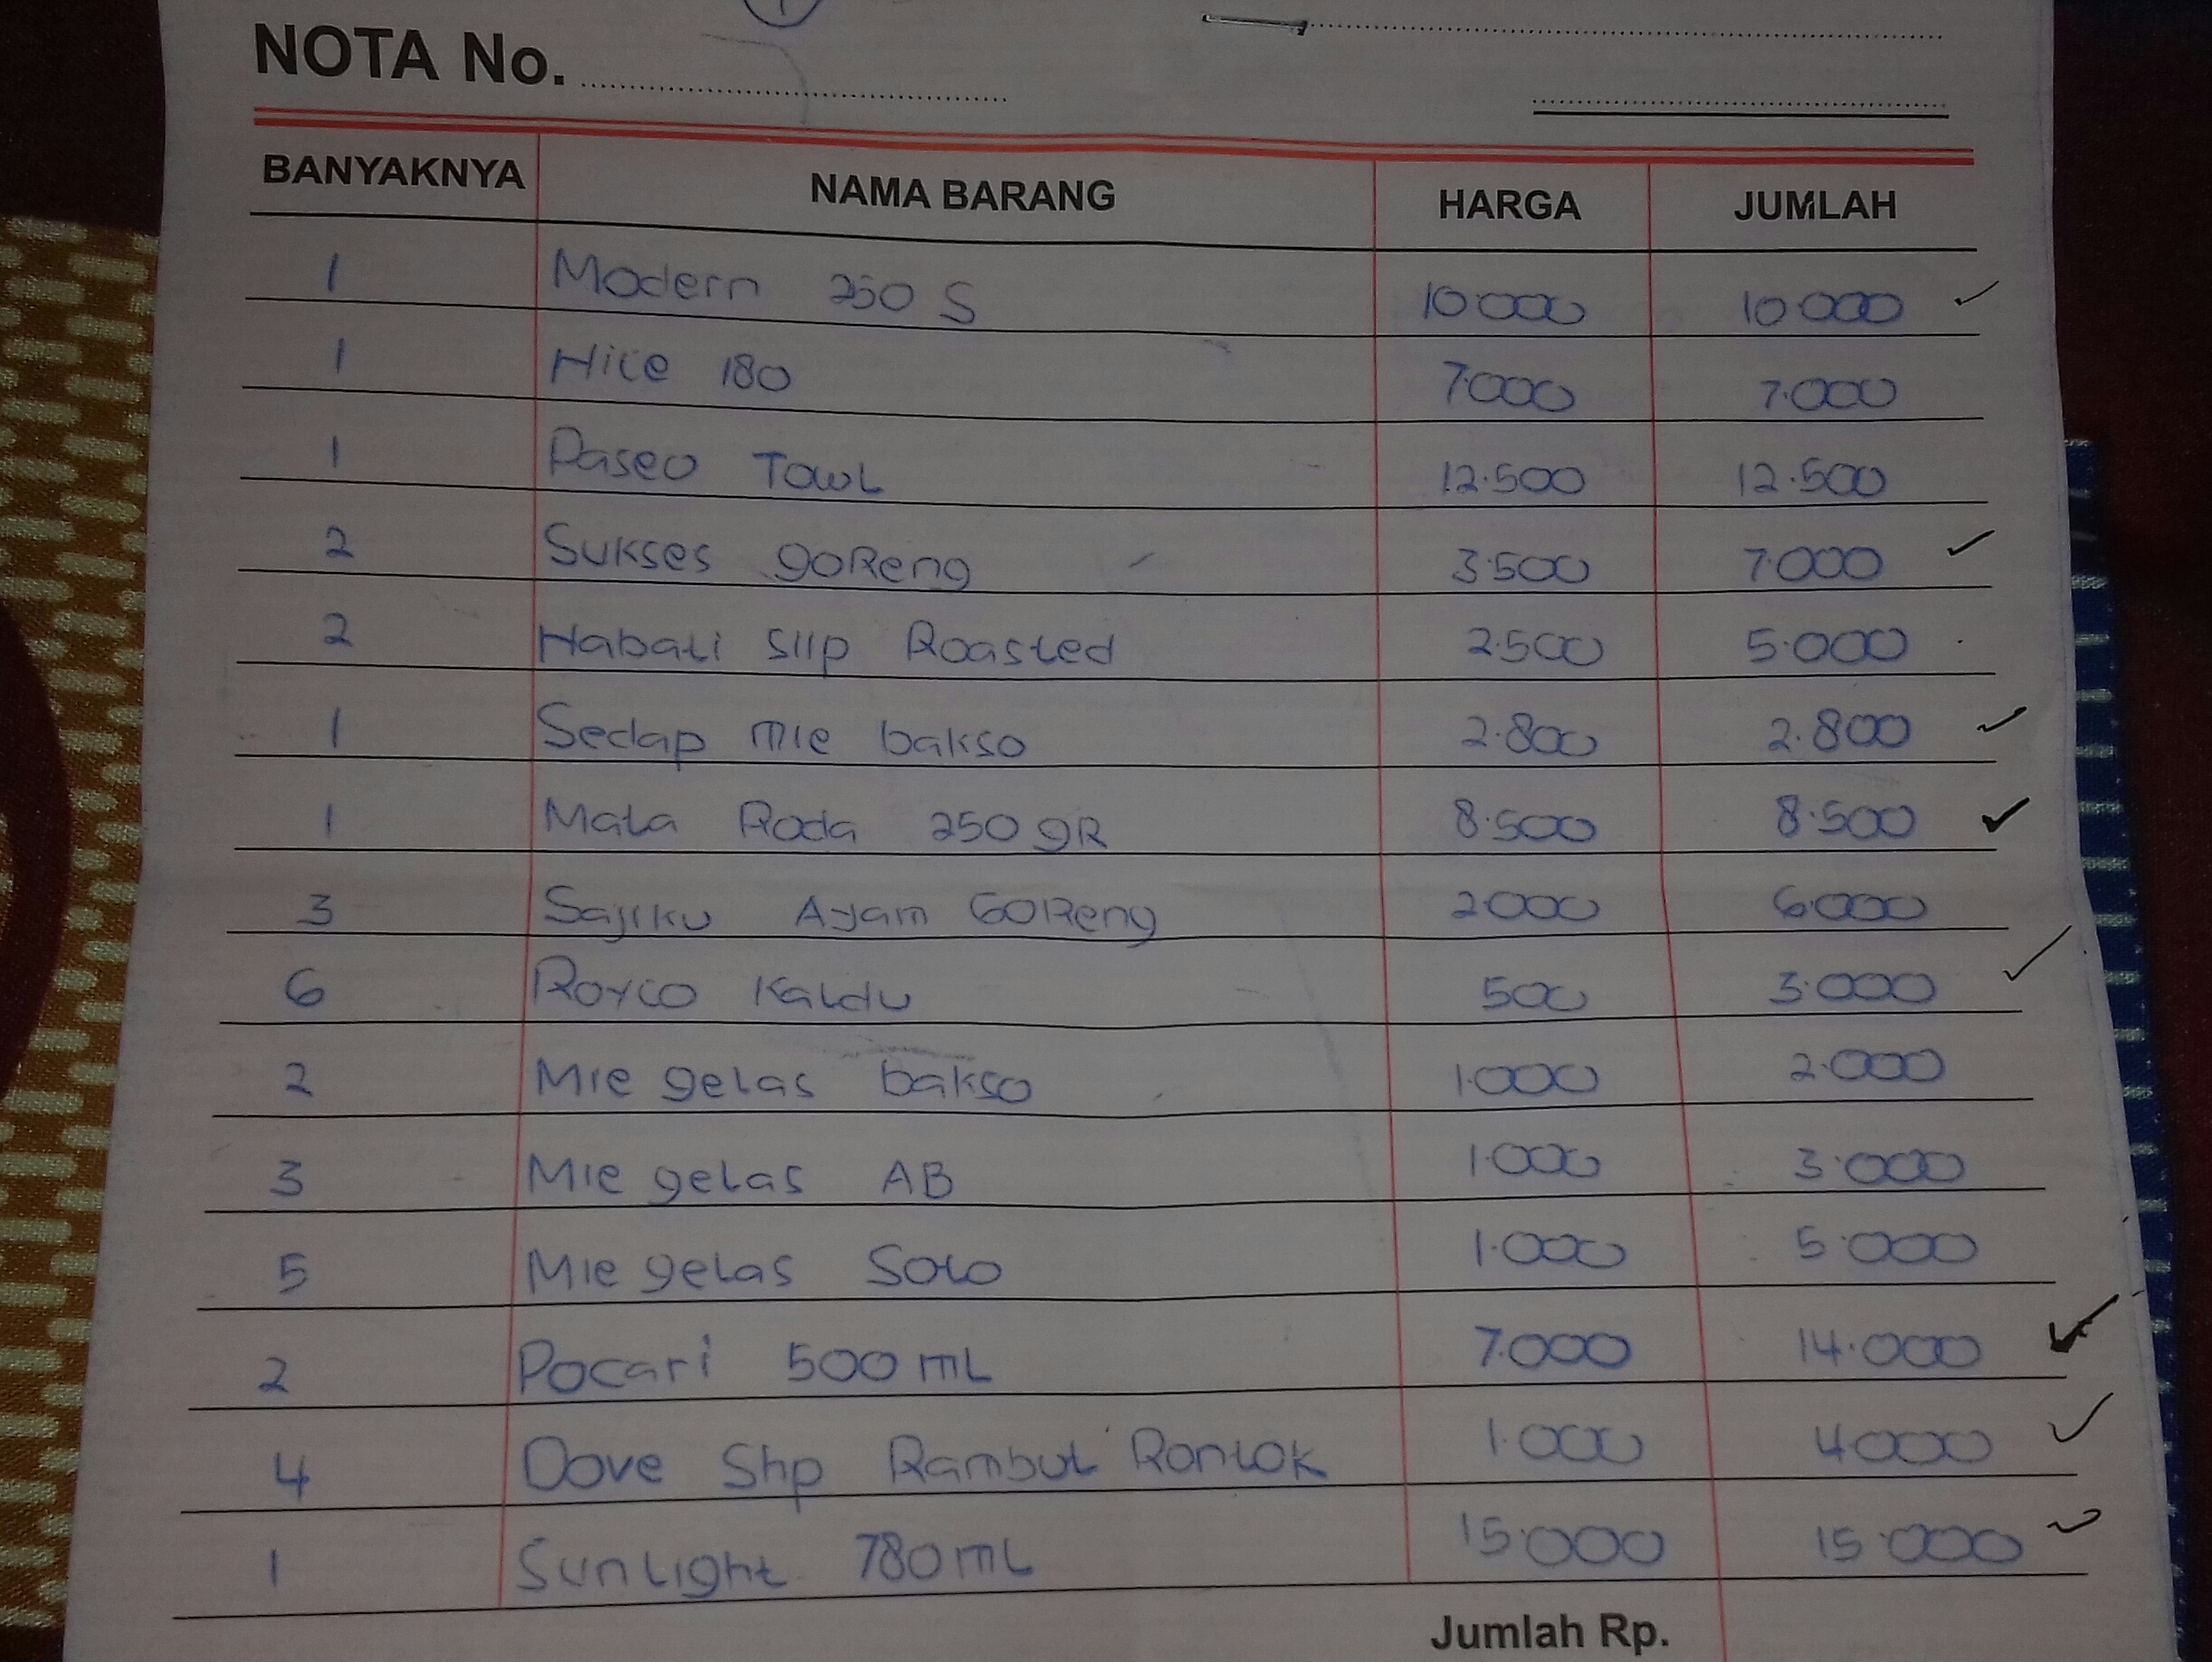 NOTA No.
BANYAKNYA NAMA BARANG HARGA JUMLAH
1 Modern 250 S 10.000 10.000
1 Nice 180 7.000 7.000
1 Paseo Towl 12.500 12.500
2 Sukses goReng 3.500 7.000
2 Habati Slip Roasted 2.500 5.000
1 Sedap mie bakso 2.800 2.800
1 Mata Roda 250 gR 8.500 8.500
3 Sajiku Ayam GoReng 2000 6.000
6 Royco Kaldu 500 3.000
2 Mie gelas bakso 1.000 2.000
3 Mie gelas AB 1.000 3.000
5 Mie gelas Solo 1.000 5.000
2 Pocari 500 mL 7.000 14.000
4 Dove Shp Rambut Rontok 1.000 4000
1 Sunlight 780 mL 15.000 15.000
Jumlah Rp.